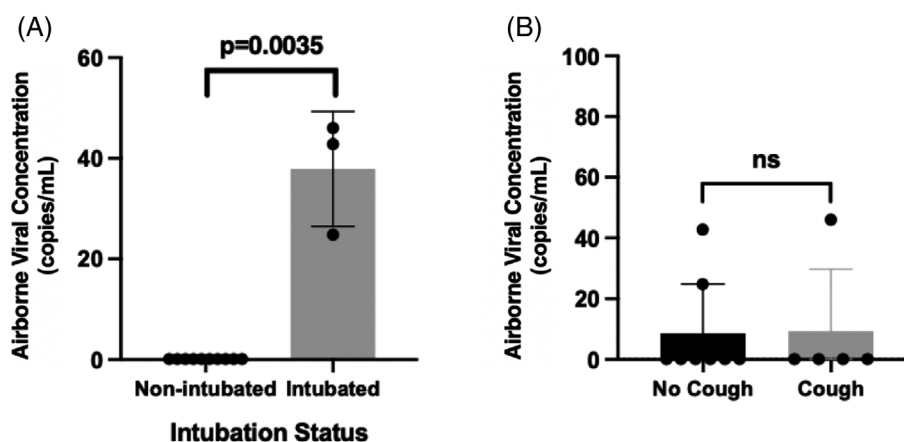 (A)
p=0.0035
60
40
20
0
Airborne Viral Concentration
(copies/mL)
Non-intubated Intubated
Intubation Status
(B)
100
80
60
40
20
0
Airborne Viral Concentration
(copies/mL)
ns
No Cough Cough